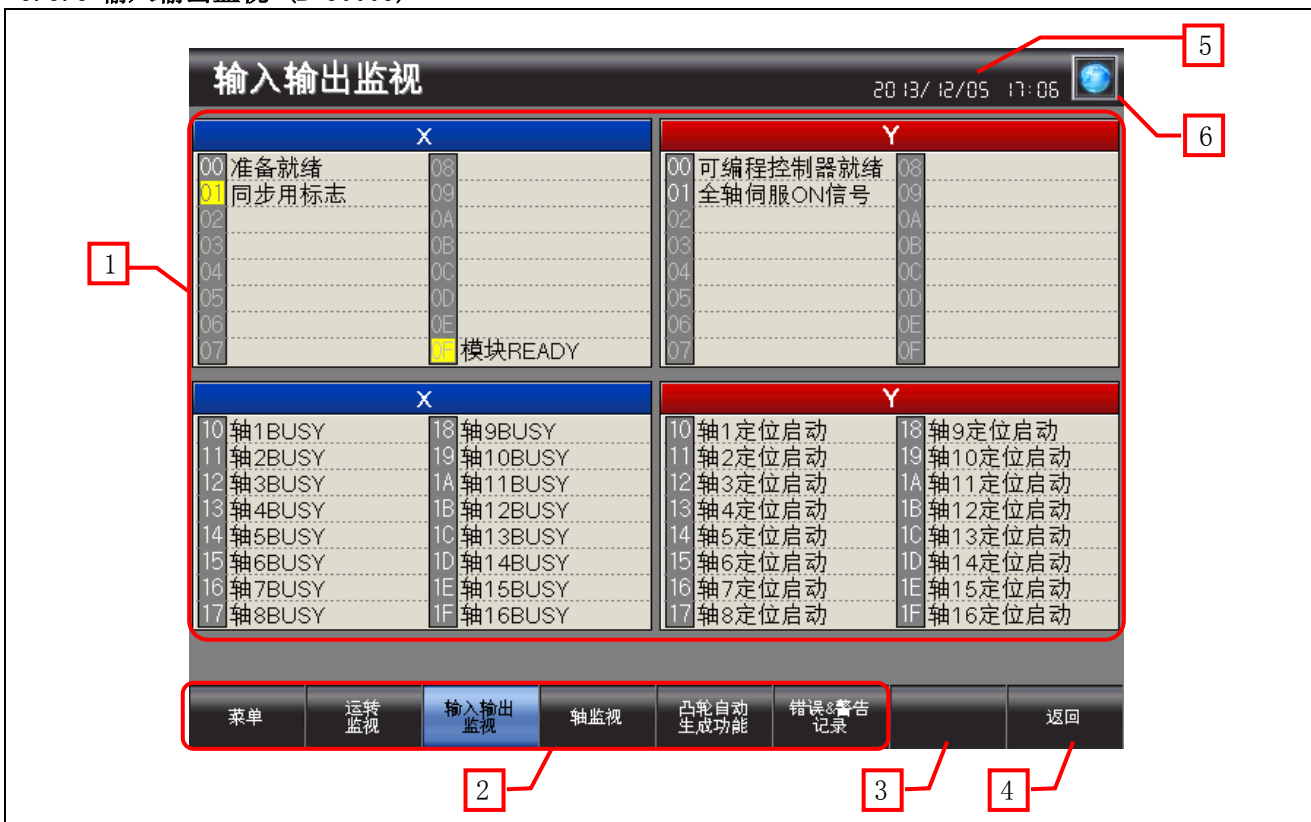 输入输出监视
2013/12/05 17:06
5
6
1
X
00 准备就绪 08
01 同步用标志 09
02 0A
03 0B
04 0C
05 0D
06 0E
07 0F 模块READY
Y
00 可编程控制器就绪 08
01 全轴伺服ON信号 09
02 0A
03 0B
04 0C
05 0D
06 0E
07 0F
X
10 轴1BUSY 18 轴9BUSY
11 轴2BUSY 19 轴10BUSY
12 轴3BUSY 1A 轴11BUSY
13 轴4BUSY 1B 轴12BUSY
14 轴5BUSY 1C 轴13BUSY
15 轴6BUSY 1D 轴14BUSY
16 轴7BUSY 1E 轴15BUSY
17 轴8BUSY 1F 轴16BUSY
Y
10 轴1定位启动 18 轴9定位启动
11 轴2定位启动 19 轴10定位启动
12 轴3定位启动 1A 轴11定位启动
13 轴4定位启动 1B 轴12定位启动
14 轴5定位启动 1C 轴13定位启动
15 轴6定位启动 1D 轴14定位启动
16 轴7定位启动 1E 轴15定位启动
17 轴8定位启动 1F 轴16定位启动
菜单
运转
监视
输入输出
监视
轴监视
凸轮自动
生成功能
错误&警告
记录
返回
2
3
4